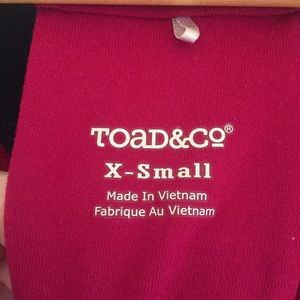 TOAD&CO®
X-Small
Made In Vietnam
Fabrique Au Vietnam